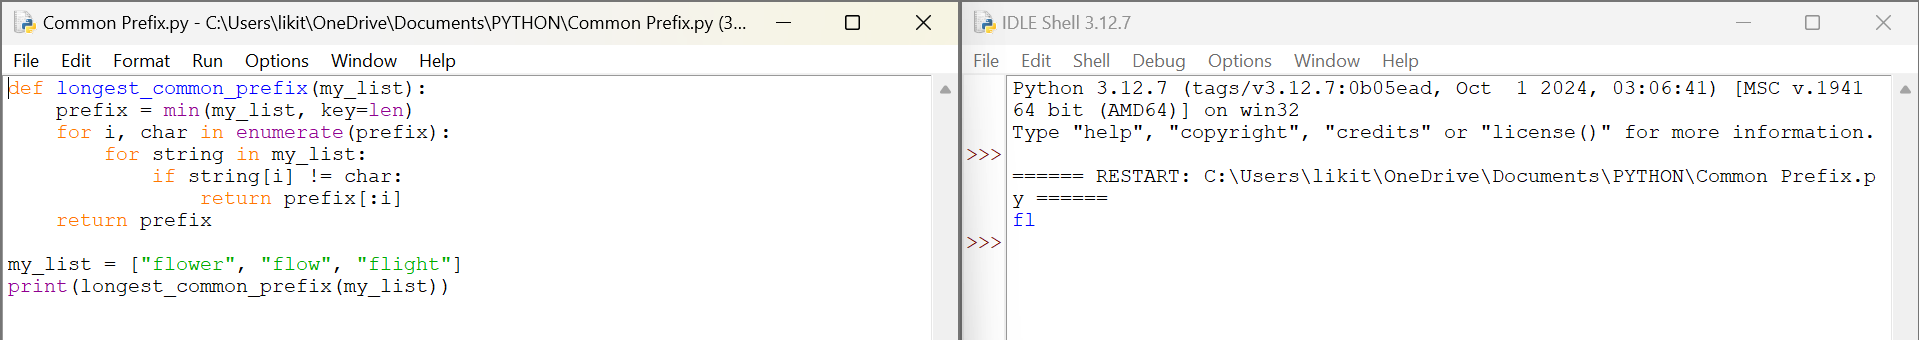 Common Prefix.py - C:\Users\likit\OneDrive\Documents\PYTHON\Common Prefix.py (3...
File Edit Format Run Options Window Help
def longest_common_prefix(my_list):
    prefix = min(my_list, key=len)
    for i, char in enumerate(prefix):
        for string in my_list:
            if string[i] != char:
                return prefix[:i]
    return prefix
my_list = ["flower", "flow", "flight"]
print(longest_common_prefix(my_list))
IDLE Shell 3.12.7
File Edit Shell Debug Options Window Help
Python 3.12.7 (tags/v3.12.7:0b05ead, Oct  1 2024, 03:06:41) [MSC v.1941
64 bit (AMD64)] on win32
Type "help", "copyright", "credits" or "license()" for more information.
>>>
====== RESTART: C:\Users\likit\OneDrive\Documents\PYTHON\Common Prefix.p
y ======
fl
>>>